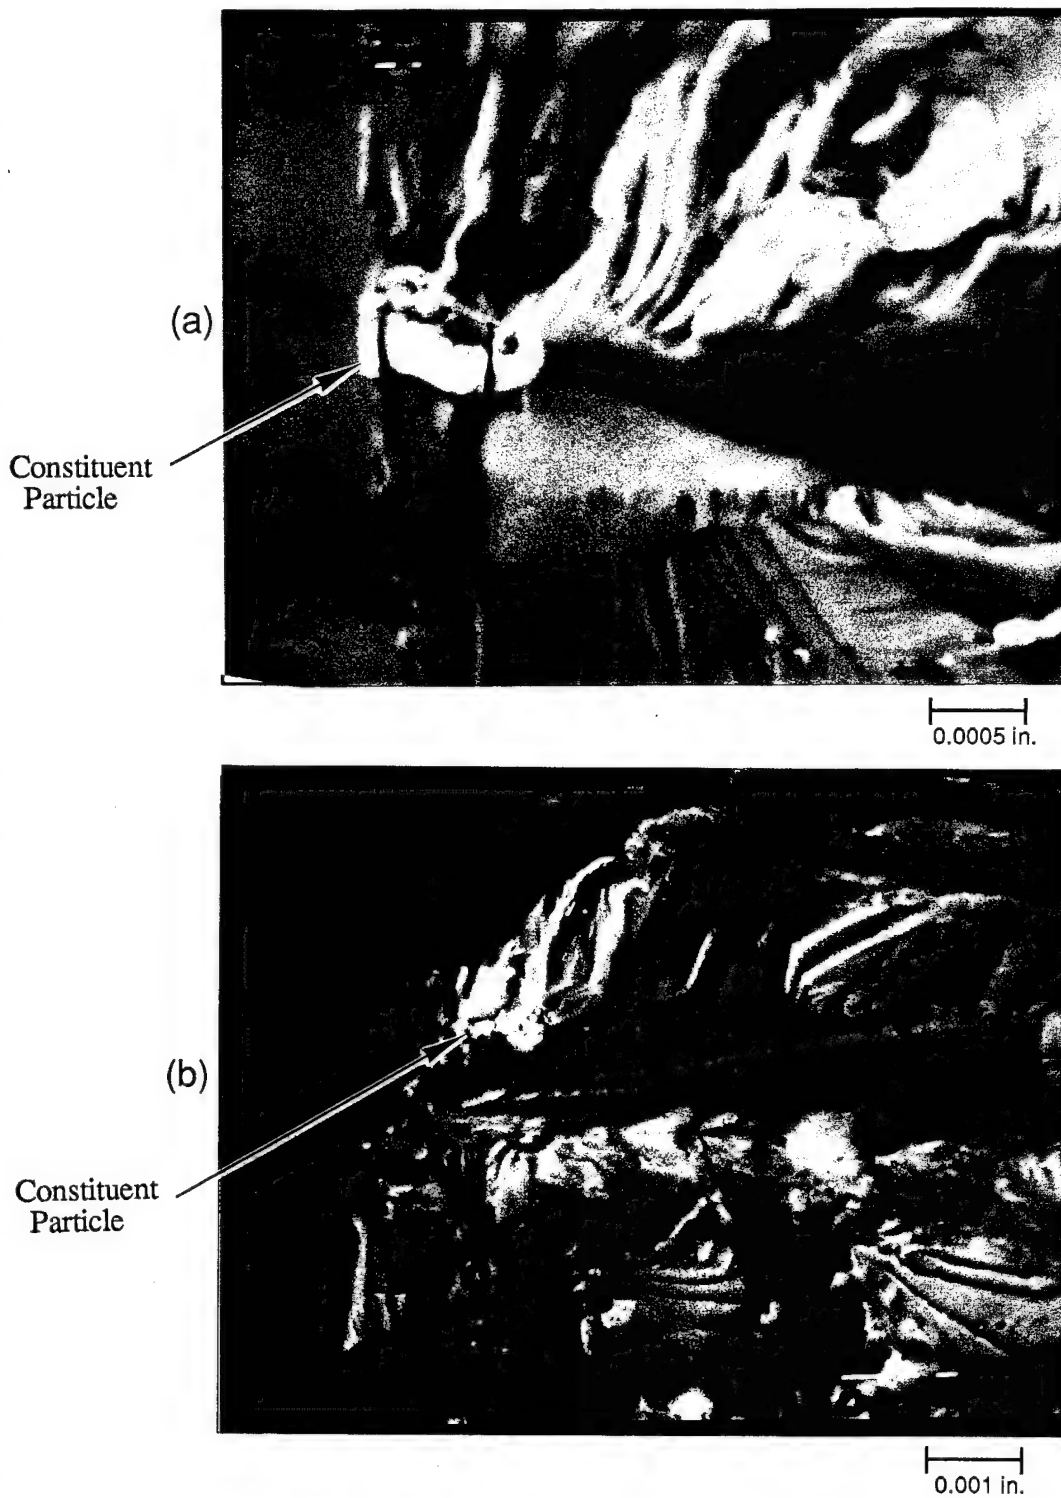 (a)
Constituent
Particle
0.0005 in.
(b)
Constituent
Particle
0.001 in.